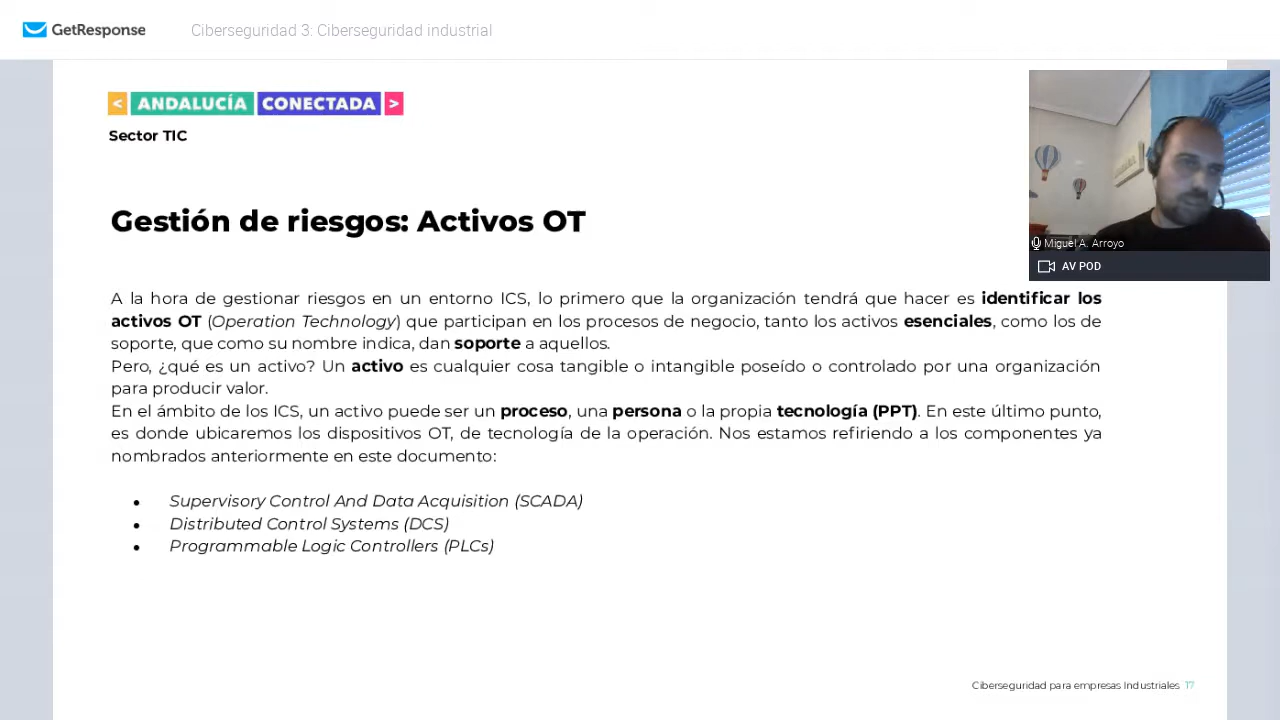 GetResponse
Ciberseguridad 3: Ciberseguridad industrial
< ANDALUCÍA CONECTADA >
Sector TIC
Miguel A. Arroyo
AV POD
Gestión de riesgos: Activos OT
A la hora de gestionar riesgos en un entorno ICS, lo primero que la organización tendrá que hacer es identificar los
activos OT (Operation Technology) que participan en los procesos de negocio, tanto los activos esenciales, como los de
soporte, que como su nombre indica, dan soporte a aquellos.
Pero, ¿qué es un activo? Un activo es cualquier cosa tangible o intangible poseído o controlado por una organización
para producir valor.
En el ámbito de los ICS, un activo puede ser un proceso, una persona o la propia tecnología (PPT). En este último punto,
es donde ubicaremos los dispositivos OT, de tecnología de la operación. Nos estamos refiriendo a los componentes ya
nombrados anteriormente en este documento:
• Supervisory Control And Data Acquisition (SCADA)
• Distributed Control Systems (DCS)
• Programmable Logic Controllers (PLCs)
Ciberseguridad para empresas Industriales 17